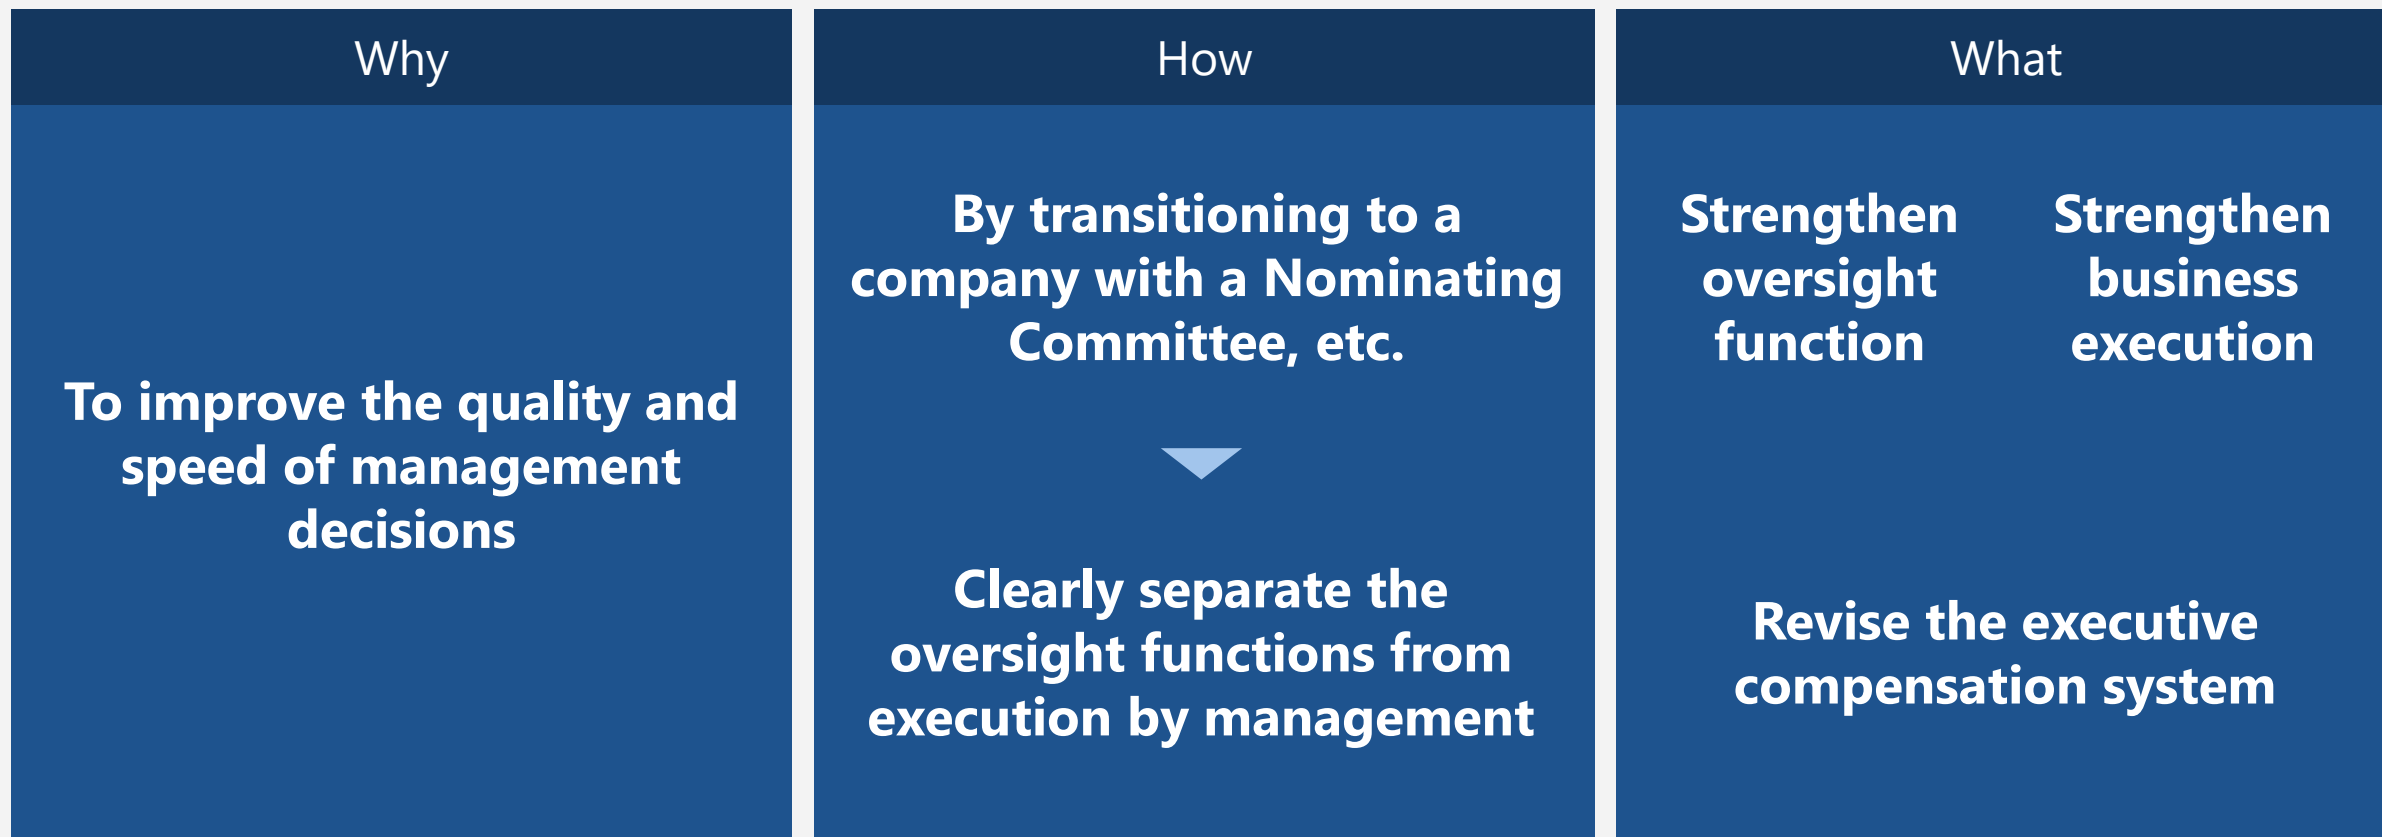 Why
To improve the quality and
speed of management
decisions
How
By transitioning to a
company with a Nominating
Committee, etc.
Clearly separate the
oversight functions from
execution by management
What
Strengthen
oversight
function
Strengthen
business
execution
Revise the executive
compensation system